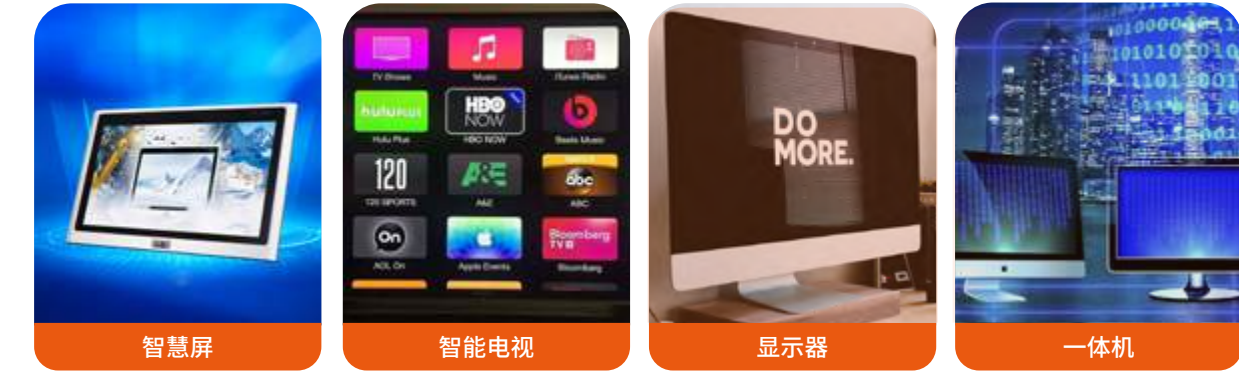 TV Shows
Music
iTunes Radio
hulu
HBO
NOW
Hulu Plus
HBO NOW
Beats Music
120
A&E
abc
120 SPORTS
A&E
ABC
On
Bloomberg
TV
AOL On
Apple Events
Bloomberg
DO
MORE.
智慧屏
智能电视
显示器
一体机